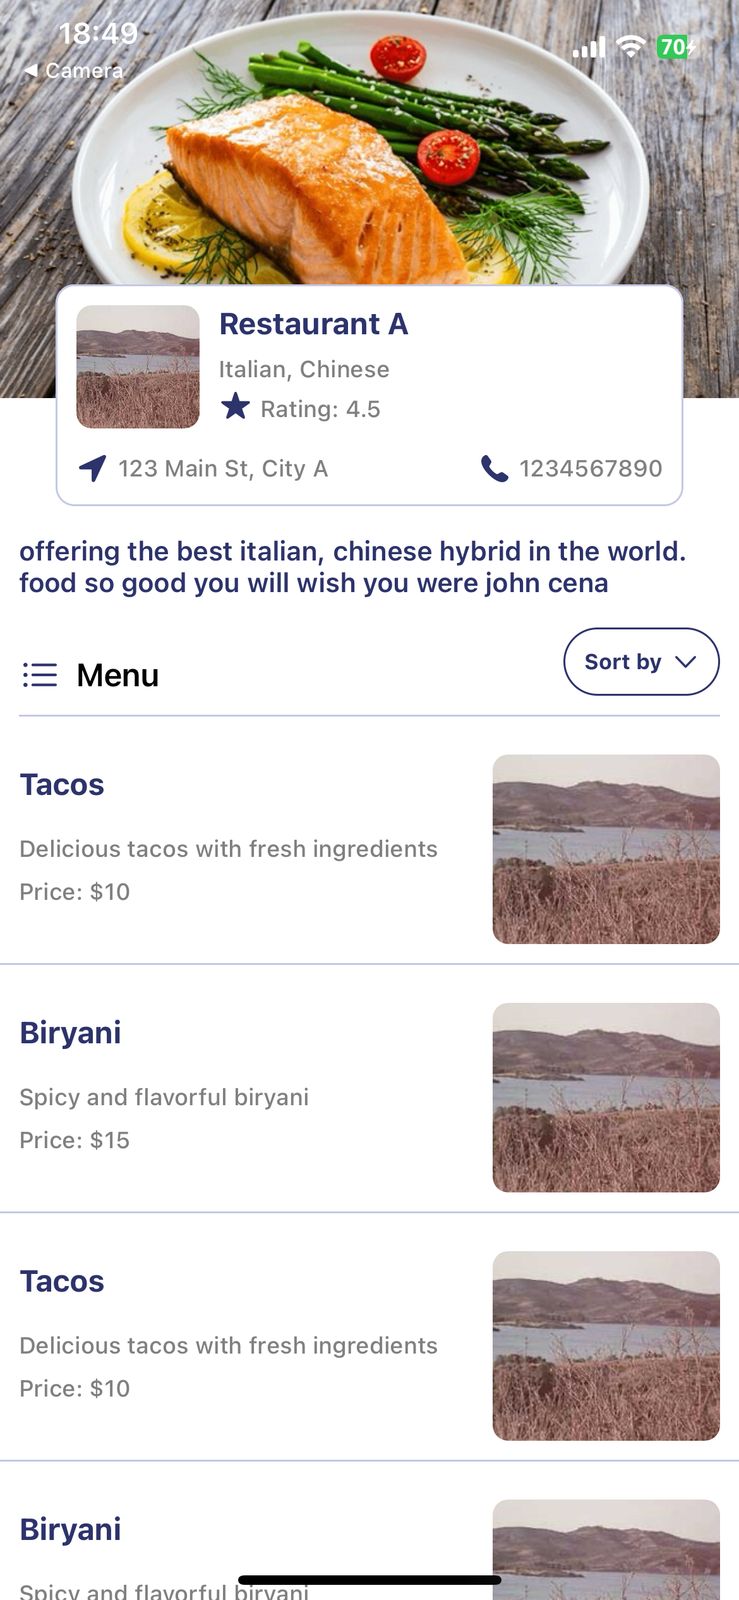 18:49
70
◀ Camera
Restaurant A
Italian, Chinese
Rating: 4.5
123 Main St, City A
1234567890
offering the best italian, chinese hybrid in the world.
food so good you will wish you were john cena
Menu
Sort by
Tacos
Delicious tacos with fresh ingredients
Price: $10
Biryani
Spicy and flavorful biryani
Price: $15
Tacos
Delicious tacos with fresh ingredients
Price: $10
Biryani
Spicy and flavorful biryani